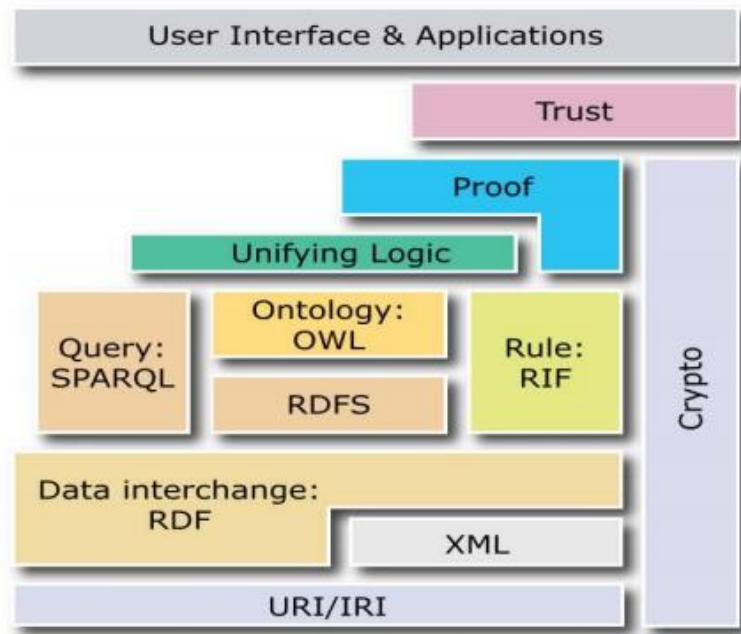 User Interface & Applications
Trust
Proof
Unifying Logic
Query:
SPARQL
Ontology:
OWL
RDFS
Rule:
RIF
Crypto
Data interchange:
RDF
XML
URI/IRI